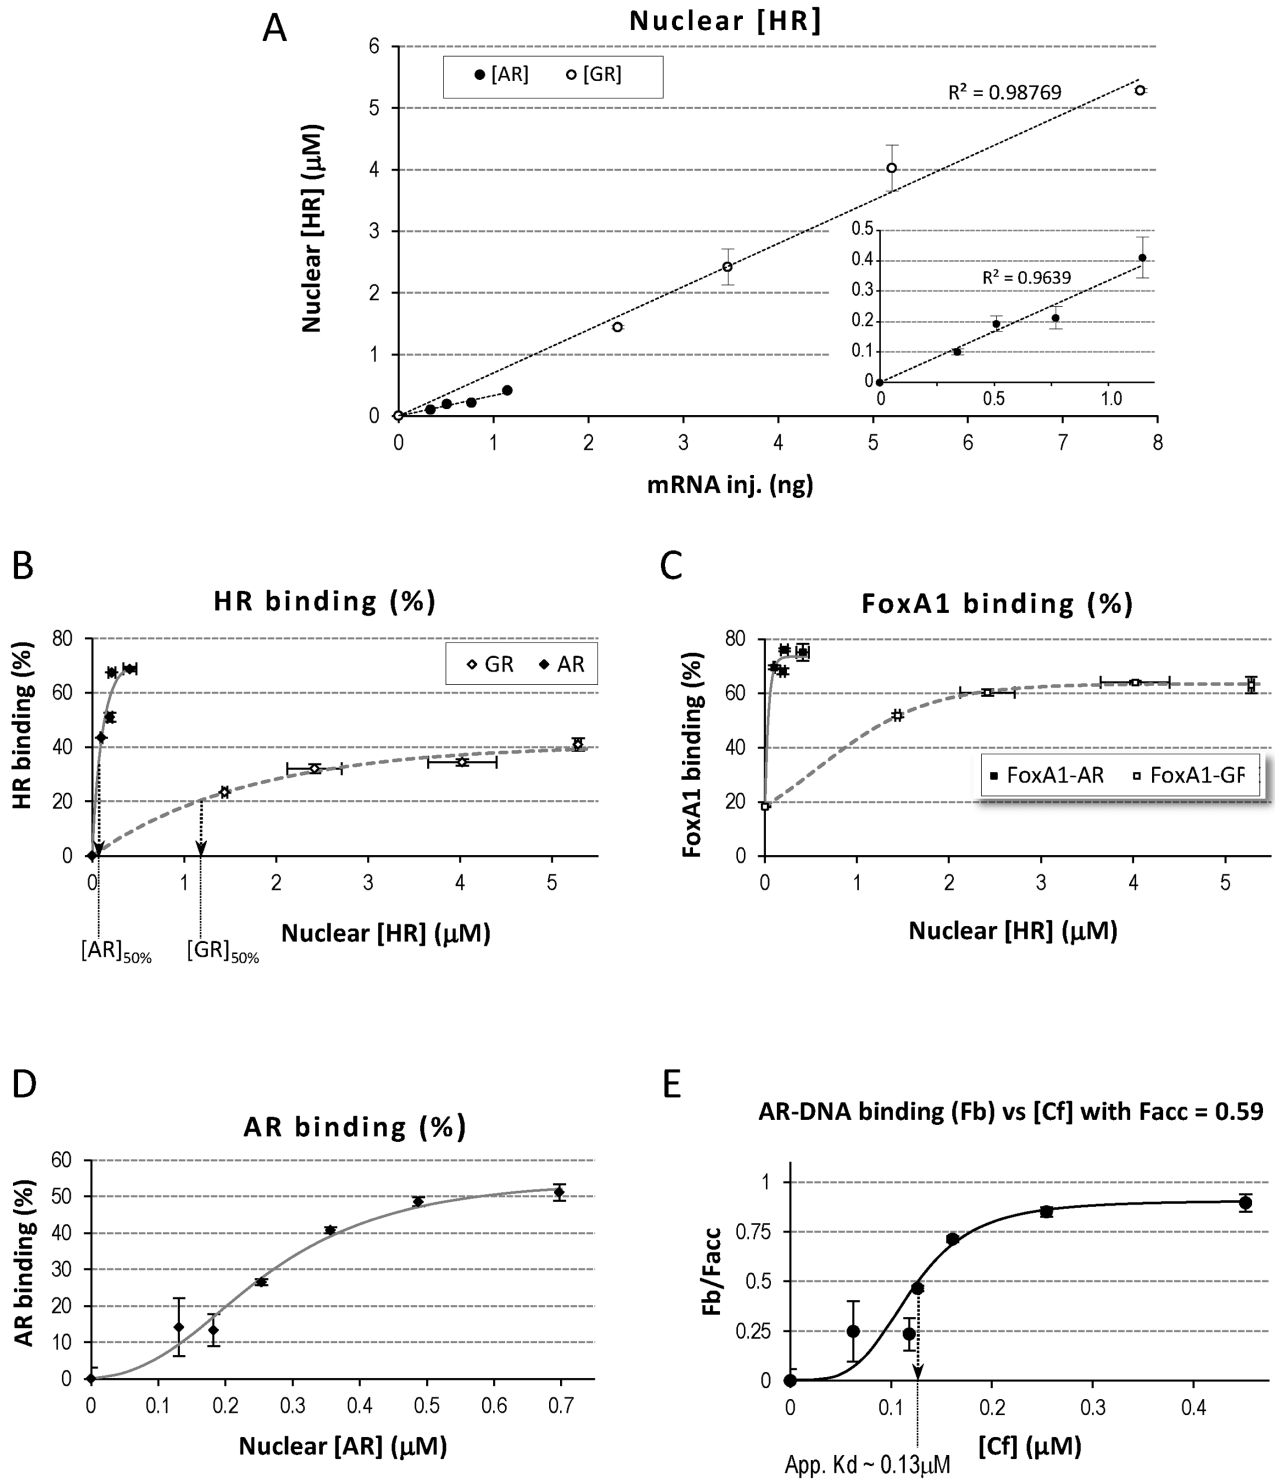 A
Nuclear [HR]
Nuclear [HR] (μM)
6
5
4
3
2
1
0
[AR] [GR]
R² = 0.98769
0.5
0.4
0.3
0.2
0.1
0
R² = 0.9639
0 0.5 1.0
0 1 2 3 4 5 6 7 8
mRNA inj. (ng)
B
HR binding (%)
HR binding (%)
80
60
40
20
0
GR AR
0 1 2 3 4 5
Nuclear [HR] (μM)
[AR]50% [GR]50%
C
FoxA1 binding (%)
FoxA1 binding (%)
80
60
40
20
0
FoxA1-AR FoxA1-GR
0 1 2 3 4 5
Nuclear [HR] (μM)
D
AR binding (%)
AR binding (%)
60
50
40
30
20
10
0
0 0.1 0.2 0.3 0.4 0.5 0.6 0.7
Nuclear [AR] (μM)
E
AR-DNA binding (Fb) vs [Cf] with Facc = 0.59
Fb/Facc
1
0.75
0.5
0.25
0
0 0.1 0.2 0.3 0.4
[Cf] (μM)
App. Kd ~ 0.13μM